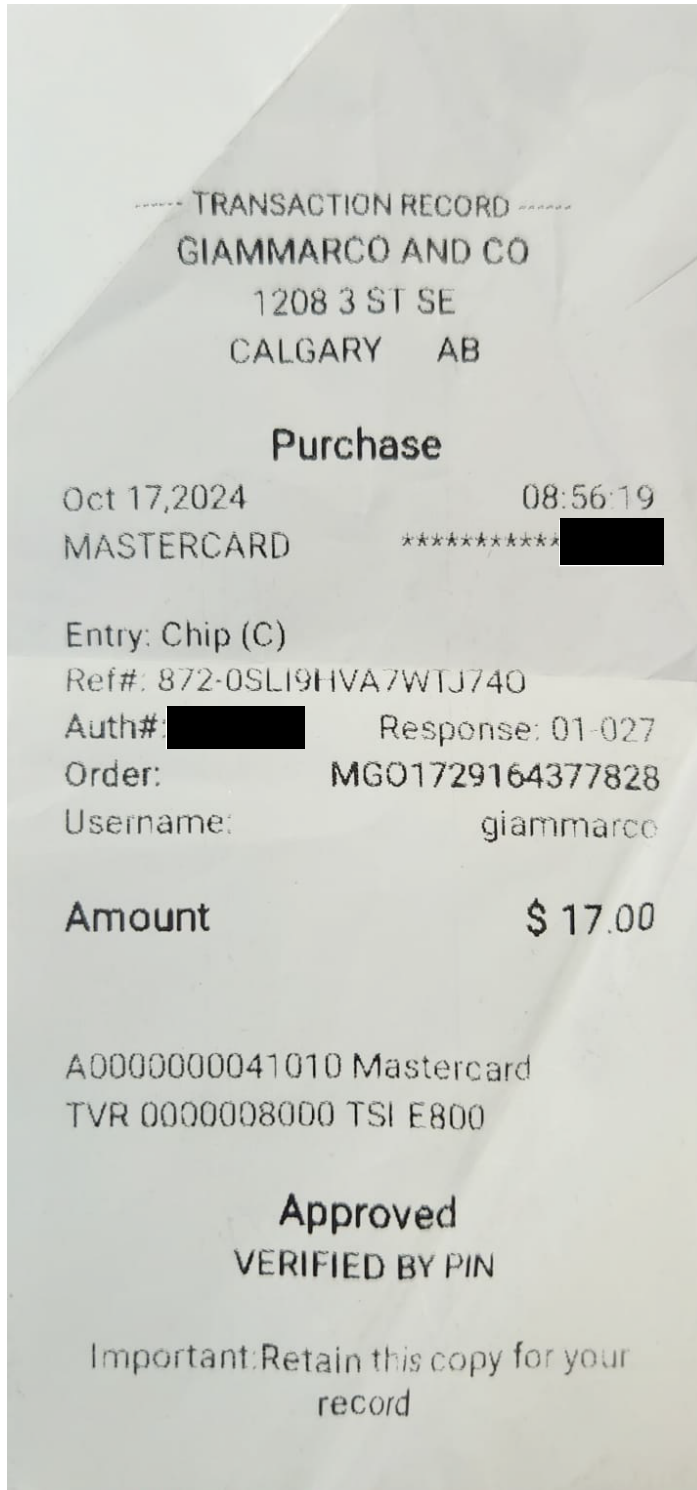 ----- TRANSACTION RECORD ------
GIAMMARCO AND CO
1208 3 ST SE
CALGARY AB
Purchase
Oct 17,2024 08:56:19
MASTERCARD ***********
Entry: Chip (C)
Ref#: 872-0SLI9HVA7WTJ74O
Auth#: Response: 01-027
Order: MGO1729164377828
Username: giammarco
Amount $ 17.00
A0000000041010 Mastercard
TVR 0000008000 TSI E800
Approved
VERIFIED BY PIN
Important:Retain this copy for your
record